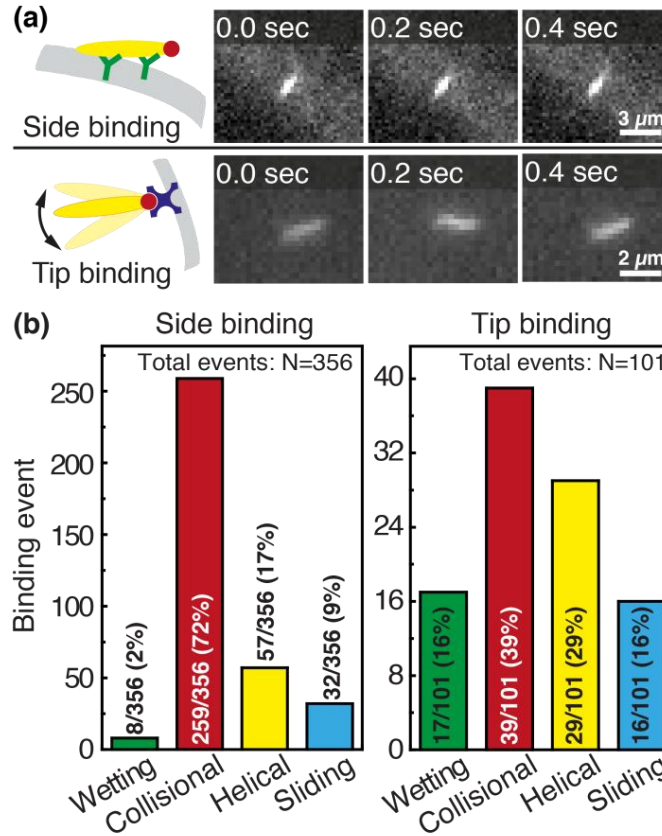 (a)
0.0 sec
0.2 sec
0.4 sec
3 µm
Side binding
0.0 sec
0.2 sec
0.4 sec
2 µm
Tip binding
(b)
Side binding
Tip binding
Total events: N=356
Total events: N=101
Binding event
250
200
150
100
50
0
8/356 (2%)
259/356 (72%)
57/356 (17%)
32/356 (9%)
Wetting
Collisional
Helical
Sliding
40
32
24
16
8
0
17/101 (16%)
39/101 (39%)
29/101 (29%)
16/101 (16%)
Wetting
Collisional
Helical
Sliding